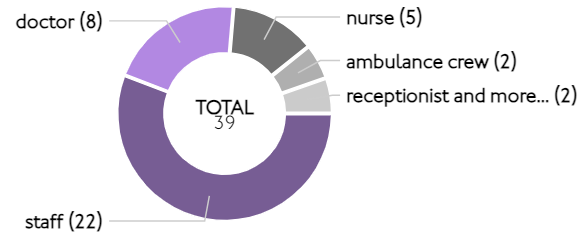 doctor (8)
nurse (5)
ambulance crew (2)
receptionist and more... (2)
TOTAL
39
staff (22)